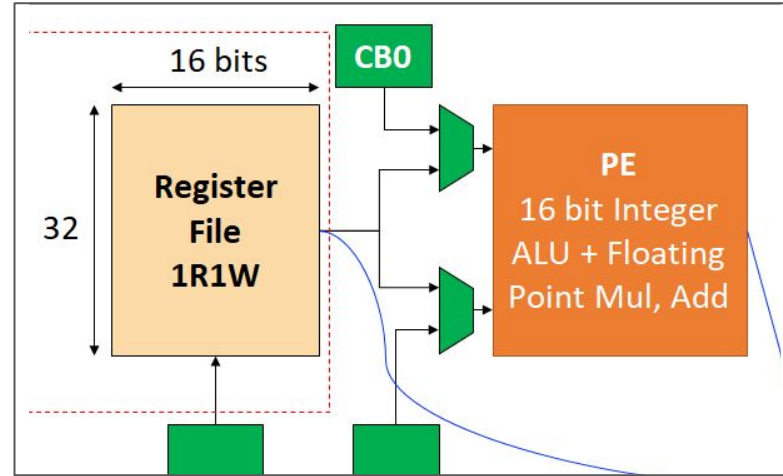 16 bits
CB0
32
Register
File
1R1W
PE
16 bit Integer
ALU + Floating
Point Mul, Add